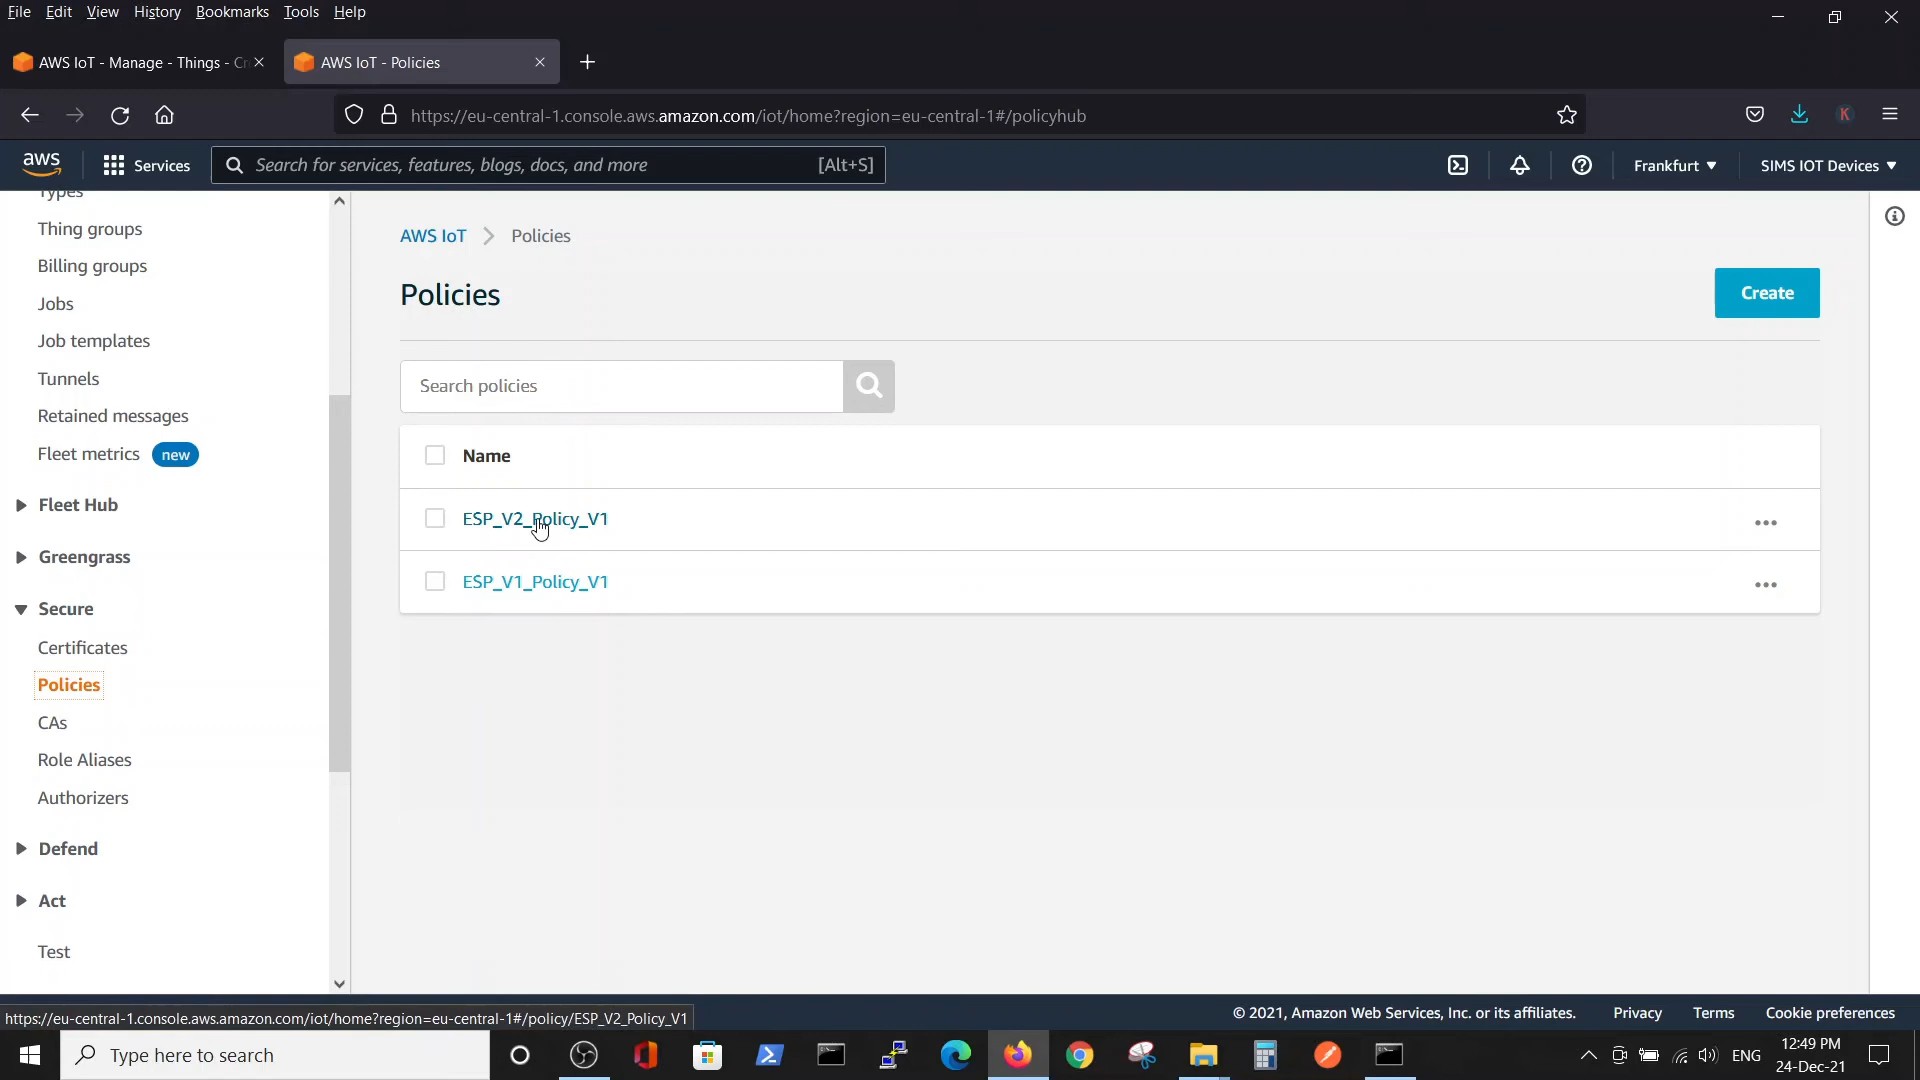 File Edit View History Bookmarks Tools Help
AWS IoT - Manage - Things - Cr
AWS IoT - Policies
https://eu-central-1.console.aws.amazon.com/iot/home?region=eu-central-1#/policyhub
aws
Services
Search for services, features, blogs, docs, and more [Alt+S]
Frankfurt
SIMS IOT Devices
Types
Thing groups
Billing groups
Jobs
Job templates
Tunnels
Retained messages
Fleet metrics new
Fleet Hub
Greengrass
Secure
Certificates
Policies
CAs
Role Aliases
Authorizers
Defend
Act
Test
AWS IoT > Policies
Policies
Create
Search policies
Name
ESP_V2_Policy_V1
ESP_V1_Policy_V1
© 2021, Amazon Web Services, Inc. or its affiliates. Privacy Terms Cookie preferences
https://eu-central-1.console.aws.amazon.com/iot/home?region=eu-central-1#/policy/ESP_V2_Policy_V1
Type here to search
K
ENG
12:49 PM
24-Dec-21